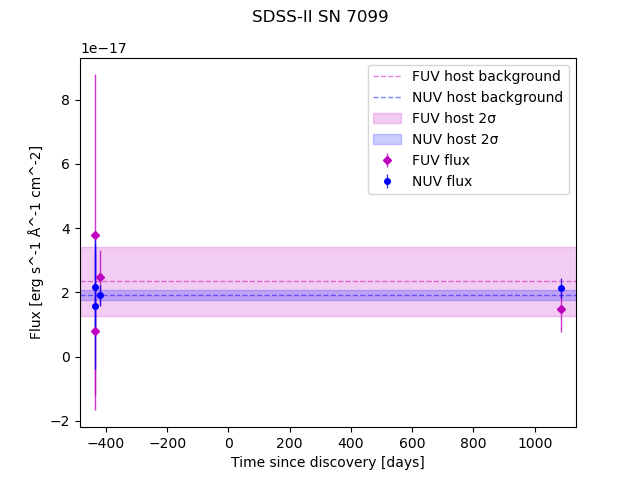 SDSS-II SN 7099
1e−17
FUV host background
NUV host background
FUV host 2σ
NUV host 2σ
FUV flux
NUV flux
8
6
4
2
0
−2
Flux [erg s^-1 Å^-1 cm^-2]
−400 −200 0 200 400 600 800 1000
Time since discovery [days]